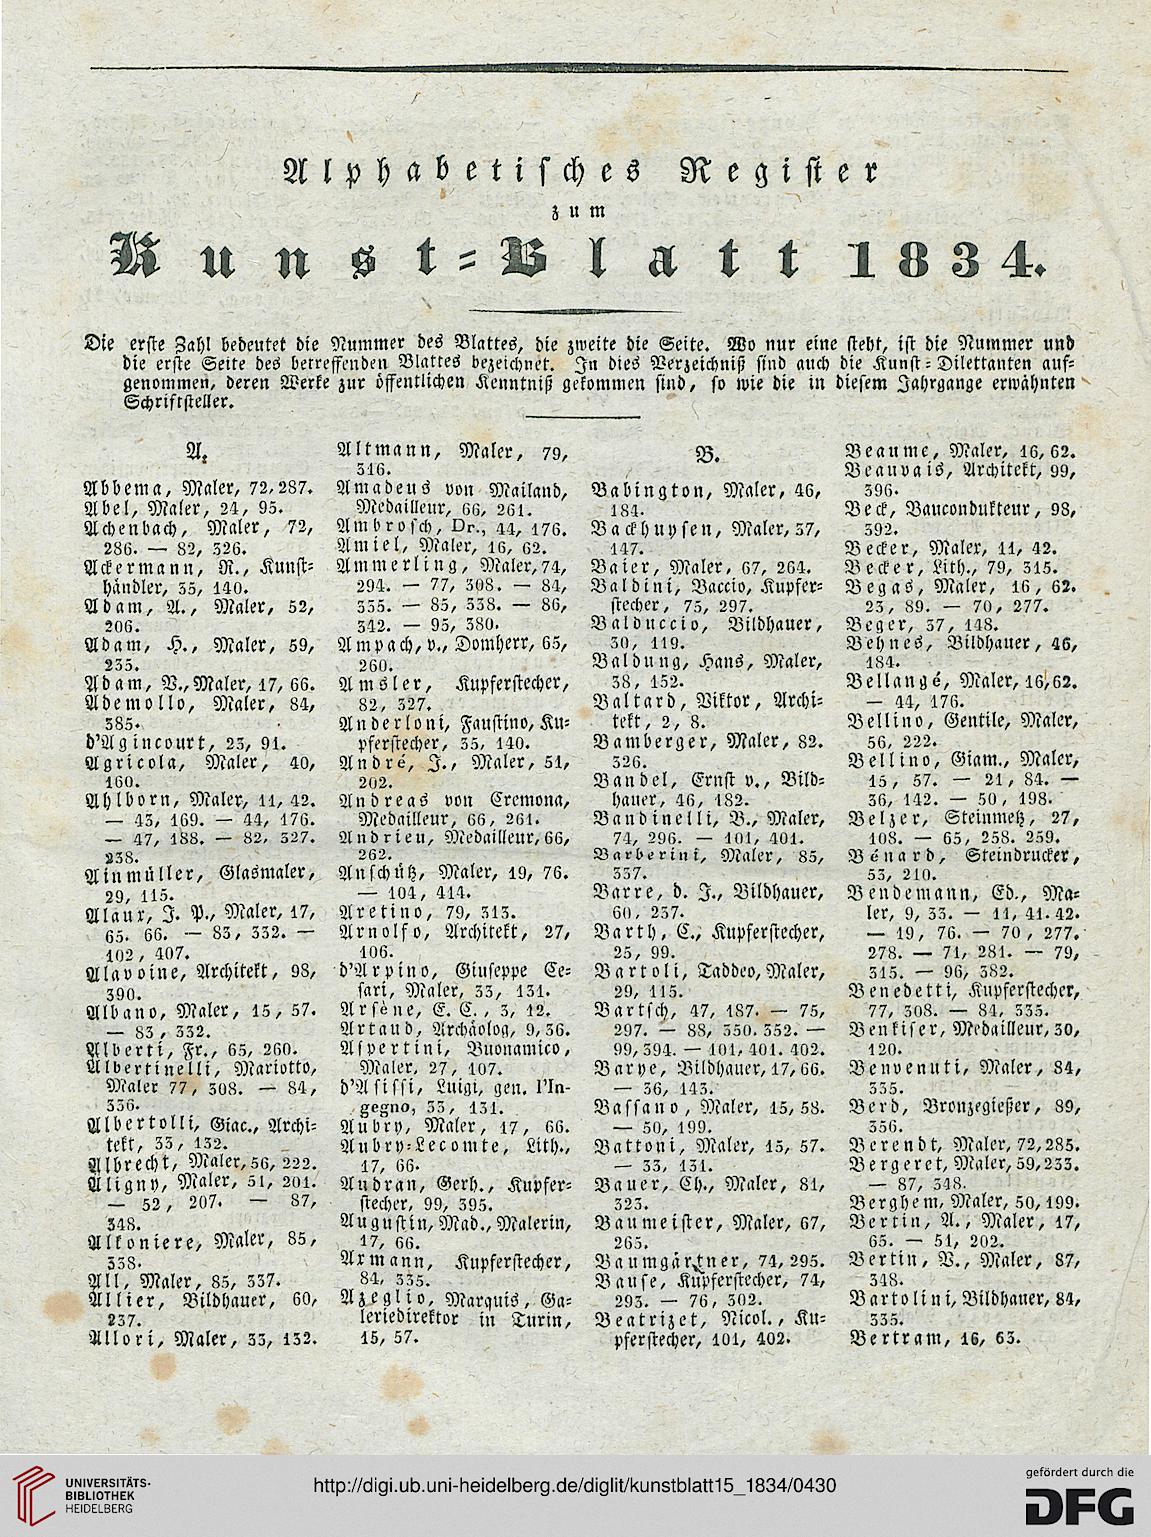 Alphabetisches Register
zum
Kunst=Blatt 1834.
Die erste Zahl bedeutet die Nummer des Blattes, die zweite die Seite. Wo nur eine steht, ist die Nummer und
die erste Seite des betreffenden Blattes bezeichnet. In dies Verzeichniß sind auch die Kunst=Dilettanten auf=
genommen, deren Werke zur öffentlichen Kenntniß gekommen sind, so wie die in diesem Jahrgange erwähnten
Schriftsteller.
A.
Abbema, Maler, 72, 287.
Abel, Maler, 24, 95.
Achenbach, Maler, 72,
286. — 82, 326.
Ackermann, R., Kunst=
händler, 35, 140.
Adam, A., Maler, 52,
206.
Adam, H., Maler, 59,
235.
Adam, V., Maler, 17, 66.
Ademollo, Maler, 84,
385.
d'Agincourt, 23, 91.
Agricola, Maler, 40,
160.
Ahlborn, Maler, 11, 42.
— 43, 169. — 44, 176.
— 47, 188. — 82, 327.
238.
Ainmüller, Glasmaler,
29, 115.
Alaux, J. P., Maler, 17,
65. 66. — 83, 332. —
102, 407.
Alavoine, Architekt, 98,
390.
Albano, Maler, 15, 57.
— 83, 332.
Alberti, Fr., 65, 260.
Albertinelli, Mariotto,
Maler 77, 308. — 84,
336.
Albertolli, Giac., Archi=
tekt, 33, 132.
Albrecht, Maler, 56, 222.
Aligny, Maler, 51, 201.
— 52, 207. — 87,
348.
Alkoniere, Maler, 85,
338.
All, Maler, 85, 337.
Allier, Bildhauer, 60,
237.
Allori, Maler, 33, 132.
Altmann, Maler, 79,
316.
Amadeus von Mailand,
Medailleur, 66, 261.
Ambrosch, Dr., 44, 176.
Amiel, Maler, 16, 62.
Ammerling, Maler, 74,
294. — 77, 308. — 84,
335. — 85, 338. — 86,
342. — 95, 380.
Ampach, v., Domherr, 65,
260.
Amsler, Kupferstecher,
82, 327.
Anderloni, Faustino, Ku=
pferstecher, 35, 140.
André, J., Maler, 51,
202.
Andreas von Cremona,
Medailleur, 66, 261.
Andrieu, Medailleur, 66,
262.
Anschütz, Maler, 19, 76.
— 104, 414.
Aretino, 79, 313.
Arnolfo, Architekt, 27,
106.
d'Arpino, Giuseppe Ce=
sari, Maler, 33, 131.
Arsène, E. C., 3, 12.
Artaud, Archäolog, 9, 36.
Aspertini, Buonamico,
Maler, 27, 107.
d'Asissi, Luigi, gen. l'In=
gegno, 33, 131.
Aubry, Maler, 17, 66.
Aubry=Lecomte, Lith.,
17, 66.
Audran, Gerh., Kupfer=
stecher, 99, 395.
Augustin, Mad., Malerin,
17, 66.
Axmann, Kupferstecher,
84, 335.
Azeglio, Marquis, Ga=
leriedirektor in Turin,
15, 57.
B.
Babington, Maler, 46,
184.
Backhuysen, Maler, 37,
147.
Baier, Maler, 67, 264.
Baldini, Baccio, Kupfer=
stecher, 75, 297.
Balduccio, Bildhauer,
30, 119.
Baldung, Hans, Maler,
38, 152.
Baltard, Viktor, Archi=
tekt, 2, 8.
Bamberger, Maler, 82.
326.
Bandel, Ernst v., Bild=
hauer, 46, 182.
Bandinelli, B., Maler,
74, 296. — 101, 401.
Barberini, Maler, 85,
337.
Barre, d. J., Bildhauer,
60, 237.
Barth, C., Kupferstecher,
25, 99.
Bartoli, Taddeo, Maler,
29, 115.
Bartsch, 47, 187. — 75,
297. — 88, 350. 352. —
99, 394. — 101, 401. 402.
Barye, Bildhauer, 17, 66.
— 36, 143.
Bassano, Maler, 15, 58.
— 50, 199.
Battoni, Maler, 15, 57.
— 33, 131.
Bauer, Ch., Maler, 81,
323.
Baumeister, Maler, 67,
265.
Baumgärtner, 74, 295.
Bause, Kupferstecher, 74,
293. — 76, 302.
Beatrizet, Nicol., Ku=
pferstecher, 101, 402.
Beaume, Maler, 16, 62.
Beauvais, Architekt, 99,
396.
Beck, Baucondukteur, 98,
392.
Becker, Maler, 11, 42.
Becker, Lith., 79, 315.
Begas, Maler, 16, 62.
23, 89. — 70, 277.
Beger, 37, 148.
Behnes, Bildhauer, 46,
184.
Bellangé, Maler, 16, 62.
— 44, 176.
Bellino, Gentile, Maler,
56, 222.
Bellino, Giam., Maler,
15, 57. — 21, 84. —
36, 142. — 50, 198.
Belzer, Steinmetz, 27,
108. — 65, 258. 259.
Bénard, Steindrucker,
53, 210.
Bendemann, Ed., Ma=
ler, 9, 33. — 11, 41. 42.
— 19, 76. — 70, 277.
278. — 71, 281. — 79,
315. — 96, 382.
Benedetti, Kupferstecher,
77, 308. — 84, 335.
Benkiser, Medailleur, 30,
120.
Benvenuti, Maler, 84,
335.
Berd, Bronzegießer, 89,
356.
Berendt, Maler, 72, 285.
Bergeret, Maler, 59, 233.
— 87, 348.
Berghem, Maler, 50, 199.
Bertin, A., Maler, 17,
65. — 51, 202.
Bertin, V., Maler, 87,
348.
Bartolini, Bildhauer, 84,
335.
Bertram, 16, 63.
UNIVERSITÄTS-
BIBLIOTHEK
HEIDELBERG
http://digi.ub.uni-heidelberg.de/diglit/kunstblatt15_1834/0430
gefördert durch die
DFG